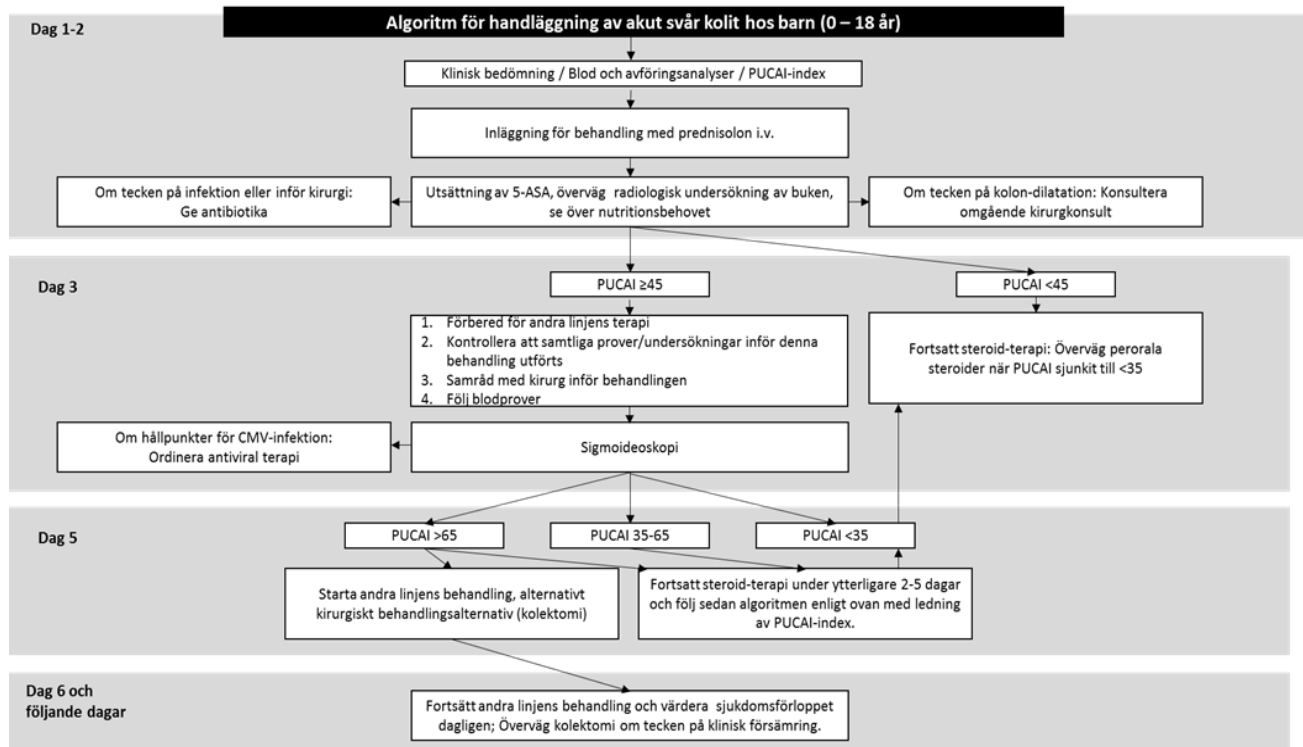 Algoritm för handläggning av akut svår kolit hos barn (0 – 18 år)
Dag 1-2
Klinisk bedömning / Blod och avföringsanalyser / PUCAI-index
Inläggning för behandling med prednisolon i.v.
Om tecken på infektion eller inför kirurgi:
Ge antibiotika
Utsättning av 5-ASA, överväg radiologisk undersökning av buken,
se över nutritionsbehovet
Om tecken på kolon-dilatation: Konsultera
omgående kirurgkonsult
Dag 3
PUCAI ≥45
PUCAI <45
1. Förbered för andra linjens terapi
2. Kontrollera att samtliga prover/undersökningar inför denna
behandling utförts
3. Samråd med kirurg inför behandlingen
4. Följ blodprover
Fortsatt steroid-terapi: Överväg perorala
steroider när PUCAI sjunkit till <35
Om hållpunkter för CMV-infektion:
Ordinera antiviral terapi
Sigmoideoskopi
Dag 5
PUCAI >65
PUCAI 35-65
PUCAI <35
Starta andra linjens behandling, alternativt
kirurgiskt behandlingsalternativ (kolektomi)
Fortsatt steroid-terapi under ytterligare 2-5 dagar
och följ sedan algoritmen enligt ovan med ledning
av PUCAI-index.
Dag 6 och
följande dagar
Fortsätt andra linjens behandling och värdera sjukdomsförloppet
dagligen; Överväg kolektomi om tecken på klinisk försämring.